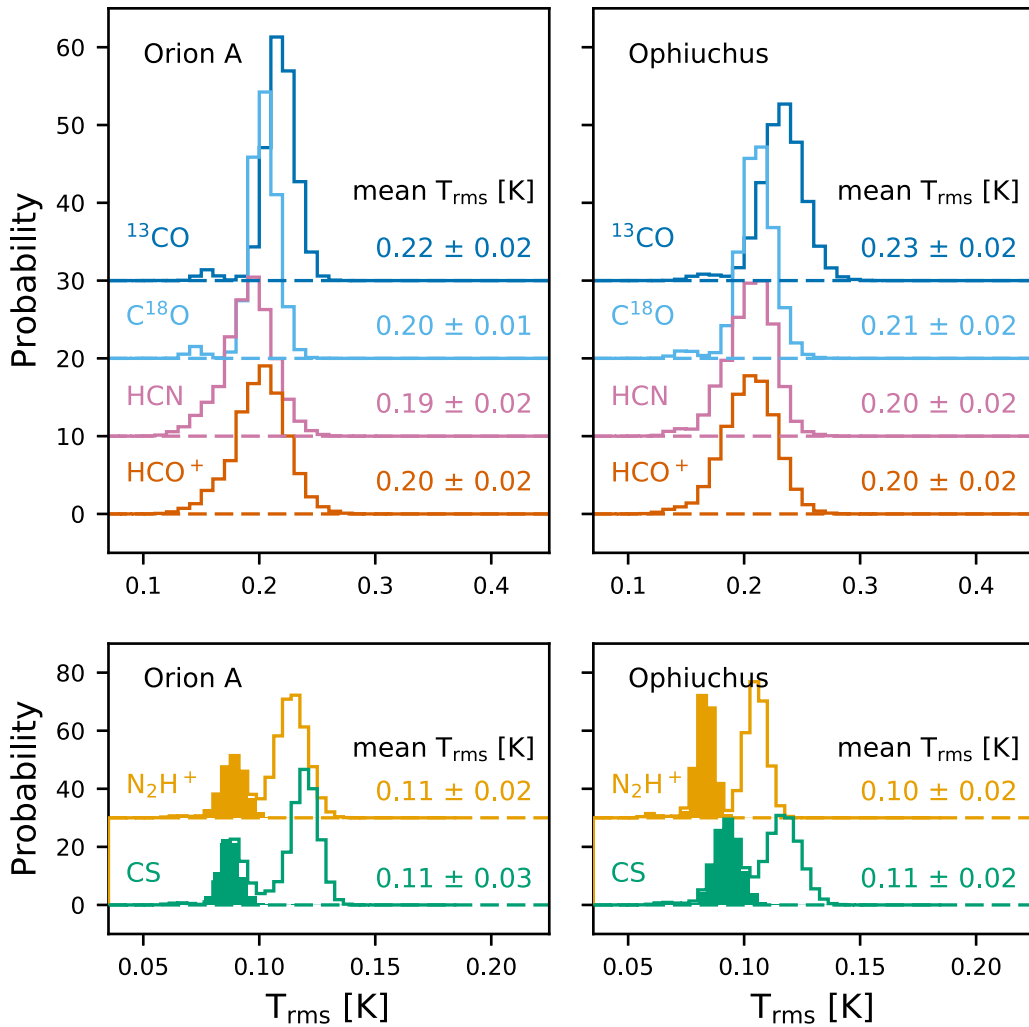 Orion A
Ophiuchus
Probability
60
50
40
30
20
10
0
mean T_rms [K]
mean T_rms [K]
¹³CO
0.22 ± 0.02
¹³CO
0.23 ± 0.02
C¹⁸O
0.20 ± 0.01
C¹⁸O
0.21 ± 0.02
HCN
0.19 ± 0.02
HCN
0.20 ± 0.02
HCO⁺
0.20 ± 0.02
HCO⁺
0.20 ± 0.02
0.1 0.2 0.3 0.4
0.1 0.2 0.3 0.4
Orion A
Ophiuchus
Probability
80
60
40
20
0
mean T_rms [K]
mean T_rms [K]
N₂H⁺
0.11 ± 0.02
N₂H⁺
0.10 ± 0.02
CS
0.11 ± 0.03
CS
0.11 ± 0.02
0.05 0.10 0.15 0.20
0.05 0.10 0.15 0.20
T_rms [K]
T_rms [K]